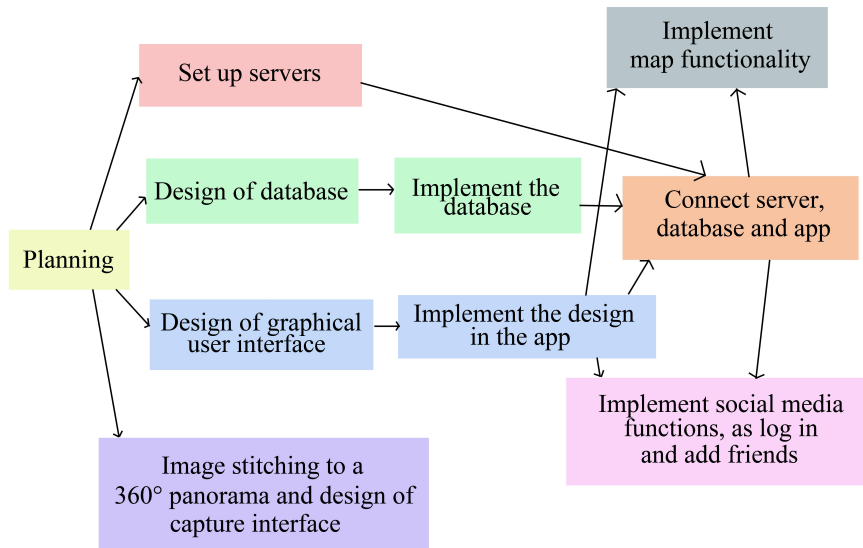 Implement
map functionality
Set up servers
Design of database
Implement the
database
Connect server,
database and app
Planning
Design of graphical
user interface
Implement the design
in the app
Implement social media
functions, as log in
and add friends
Image stitching to a
360° panorama and design of
capture interface